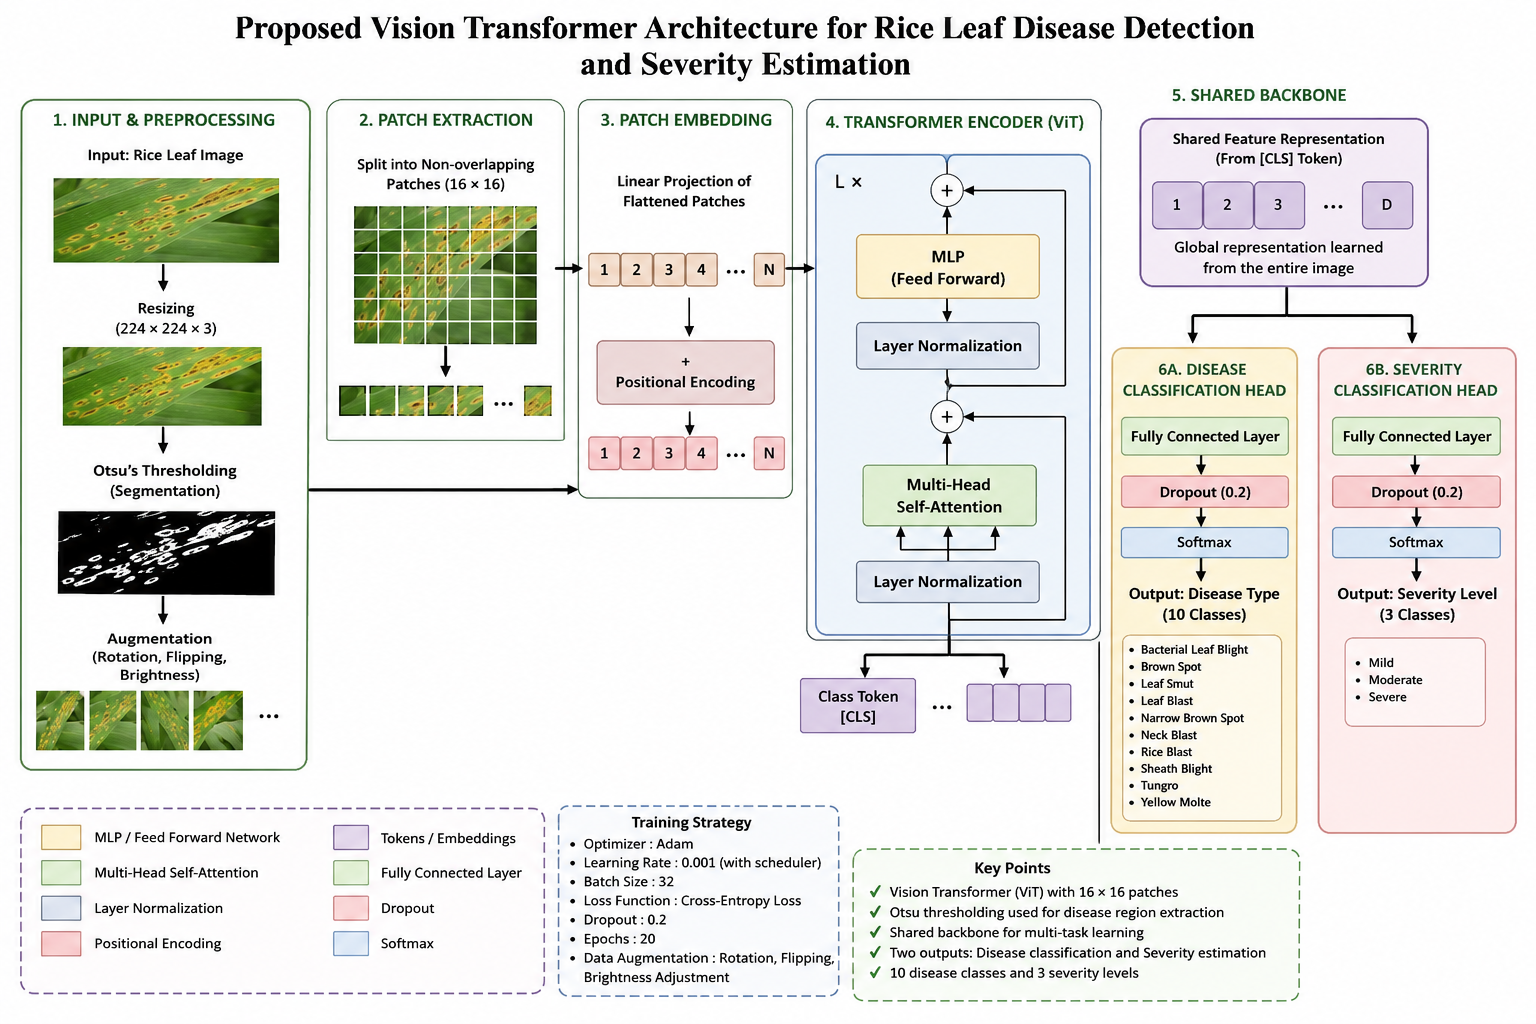 Proposed Vision Transformer Architecture for Rice Leaf Disease Detection
and Severity Estimation
1. INPUT & PREPROCESSING
Input: Rice Leaf Image
Resizing
(224 × 224 × 3)
Otsu's Thresholding
(Segmentation)
Augmentation
(Rotation, Flipping,
Brightness)
...
2. PATCH EXTRACTION
Split into Non-overlapping
Patches (16 × 16)
...
3. PATCH EMBEDDING
Linear Projection of
Flattened Patches
1 2 3 4 ... N
+
Positional Encoding
1 2 3 4 ... N
4. TRANSFORMER ENCODER (ViT)
L ×
+
MLP
(Feed Forward)
Layer Normalization
+
Multi-Head
Self-Attention
Layer Normalization
Class Token
[CLS]
...
5. SHARED BACKBONE
Shared Feature Representation
(From [CLS] Token)
1 2 3 ... D
Global representation learned
from the entire image
6A. DISEASE
CLASSIFICATION HEAD
Fully Connected Layer
Dropout (0.2)
Softmax
Output: Disease Type
(10 Classes)
• Bacterial Leaf Blight
• Brown Spot
• Leaf Smut
• Leaf Blast
• Narrow Brown Spot
• Neck Blast
• Rice Blast
• Sheath Blight
• Tungro
• Yellow Molte
6B. SEVERITY
CLASSIFICATION HEAD
Fully Connected Layer
Dropout (0.2)
Softmax
Output: Severity Level
(3 Classes)
• Mild
• Moderate
• Severe
MLP / Feed Forward Network
Multi-Head Self-Attention
Layer Normalization
Positional Encoding
Tokens / Embeddings
Fully Connected Layer
Dropout
Softmax
Training Strategy
• Optimizer : Adam
• Learning Rate : 0.001 (with scheduler)
• Batch Size : 32
• Loss Function : Cross-Entropy Loss
• Dropout : 0.2
• Epochs : 20
• Data Augmentation : Rotation, Flipping,
Brightness Adjustment
Key Points
✔ Vision Transformer (ViT) with 16 × 16 patches
✔ Otsu thresholding used for disease region extraction
✔ Shared backbone for multi-task learning
✔ Two outputs: Disease classification and Severity estimation
✔ 10 disease classes and 3 severity levels